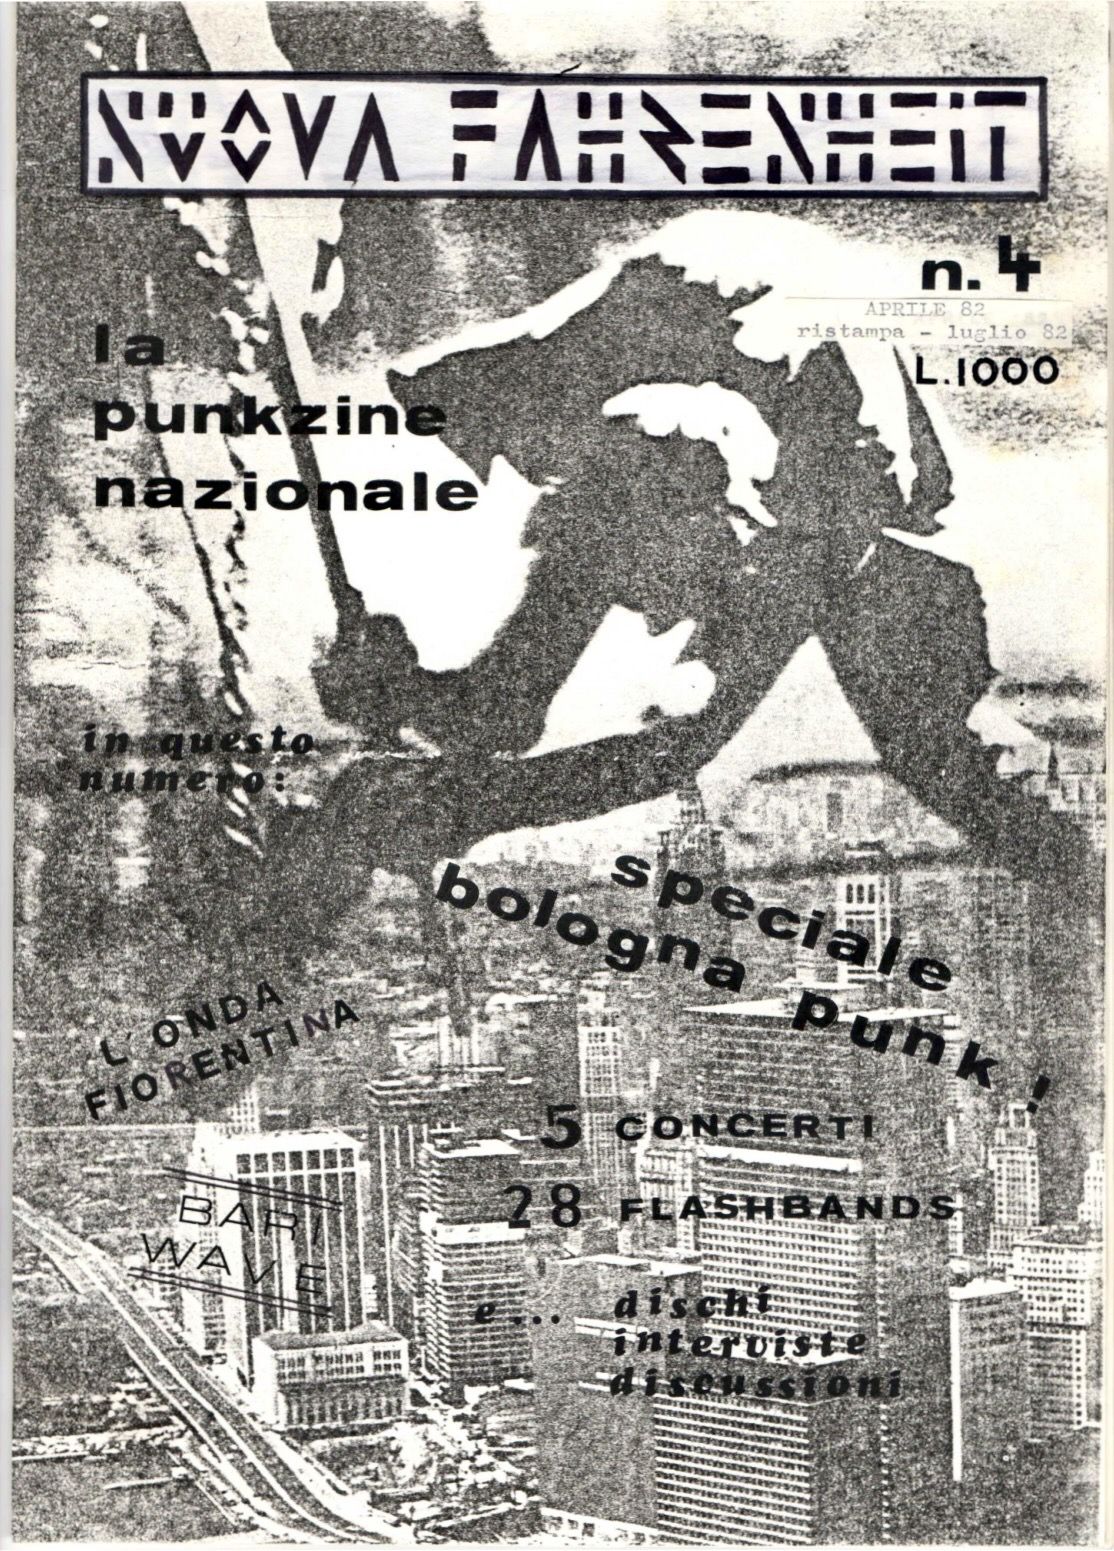 NUOVA FAHRENHEIT
n. 4
APRILE 82
ristampa - luglio 82
L.1000
la
punkzine
nazionale
in questo
numero:
speciale
bologna punk !
L'ONDA
FIORENTINA
5 CONCERTI
28 FLASHBANDS
BARI
WAVE
e... dischi
interviste
discussioni